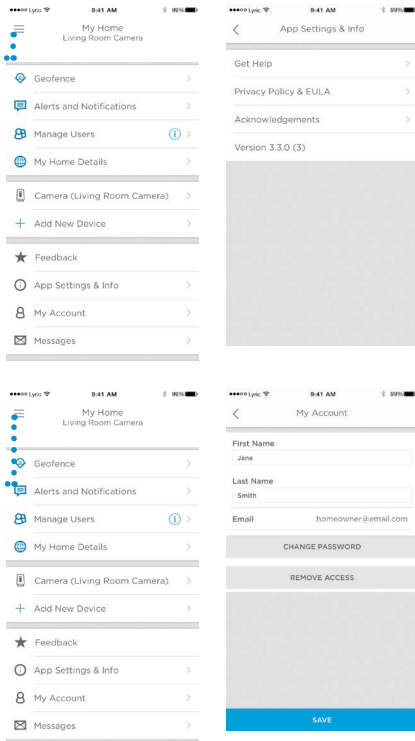 Lyric 9:41 AM 99%
My Home
Living Room Camera
Geofence
Alerts and Notifications
Manage Users
My Home Details
Camera (Living Room Camera)
Add New Device
Feedback
App Settings & Info
My Account
Messages
Lyric 9:41 AM 99%
App Settings & Info
Get Help
Privacy Policy & EULA
Acknowledgements
Version 3.3.0 (3)
Lyric 9:41 AM 99%
My Home
Living Room Camera
Geofence
Alerts and Notifications
Manage Users
My Home Details
Camera (Living Room Camera)
Add New Device
Feedback
App Settings & Info
My Account
Messages
Lyric 9:41 AM 99%
My Account
First Name
Jane
Last Name
Smith
Email homeowner@email.com
CHANGE PASSWORD
REMOVE ACCESS
SAVE